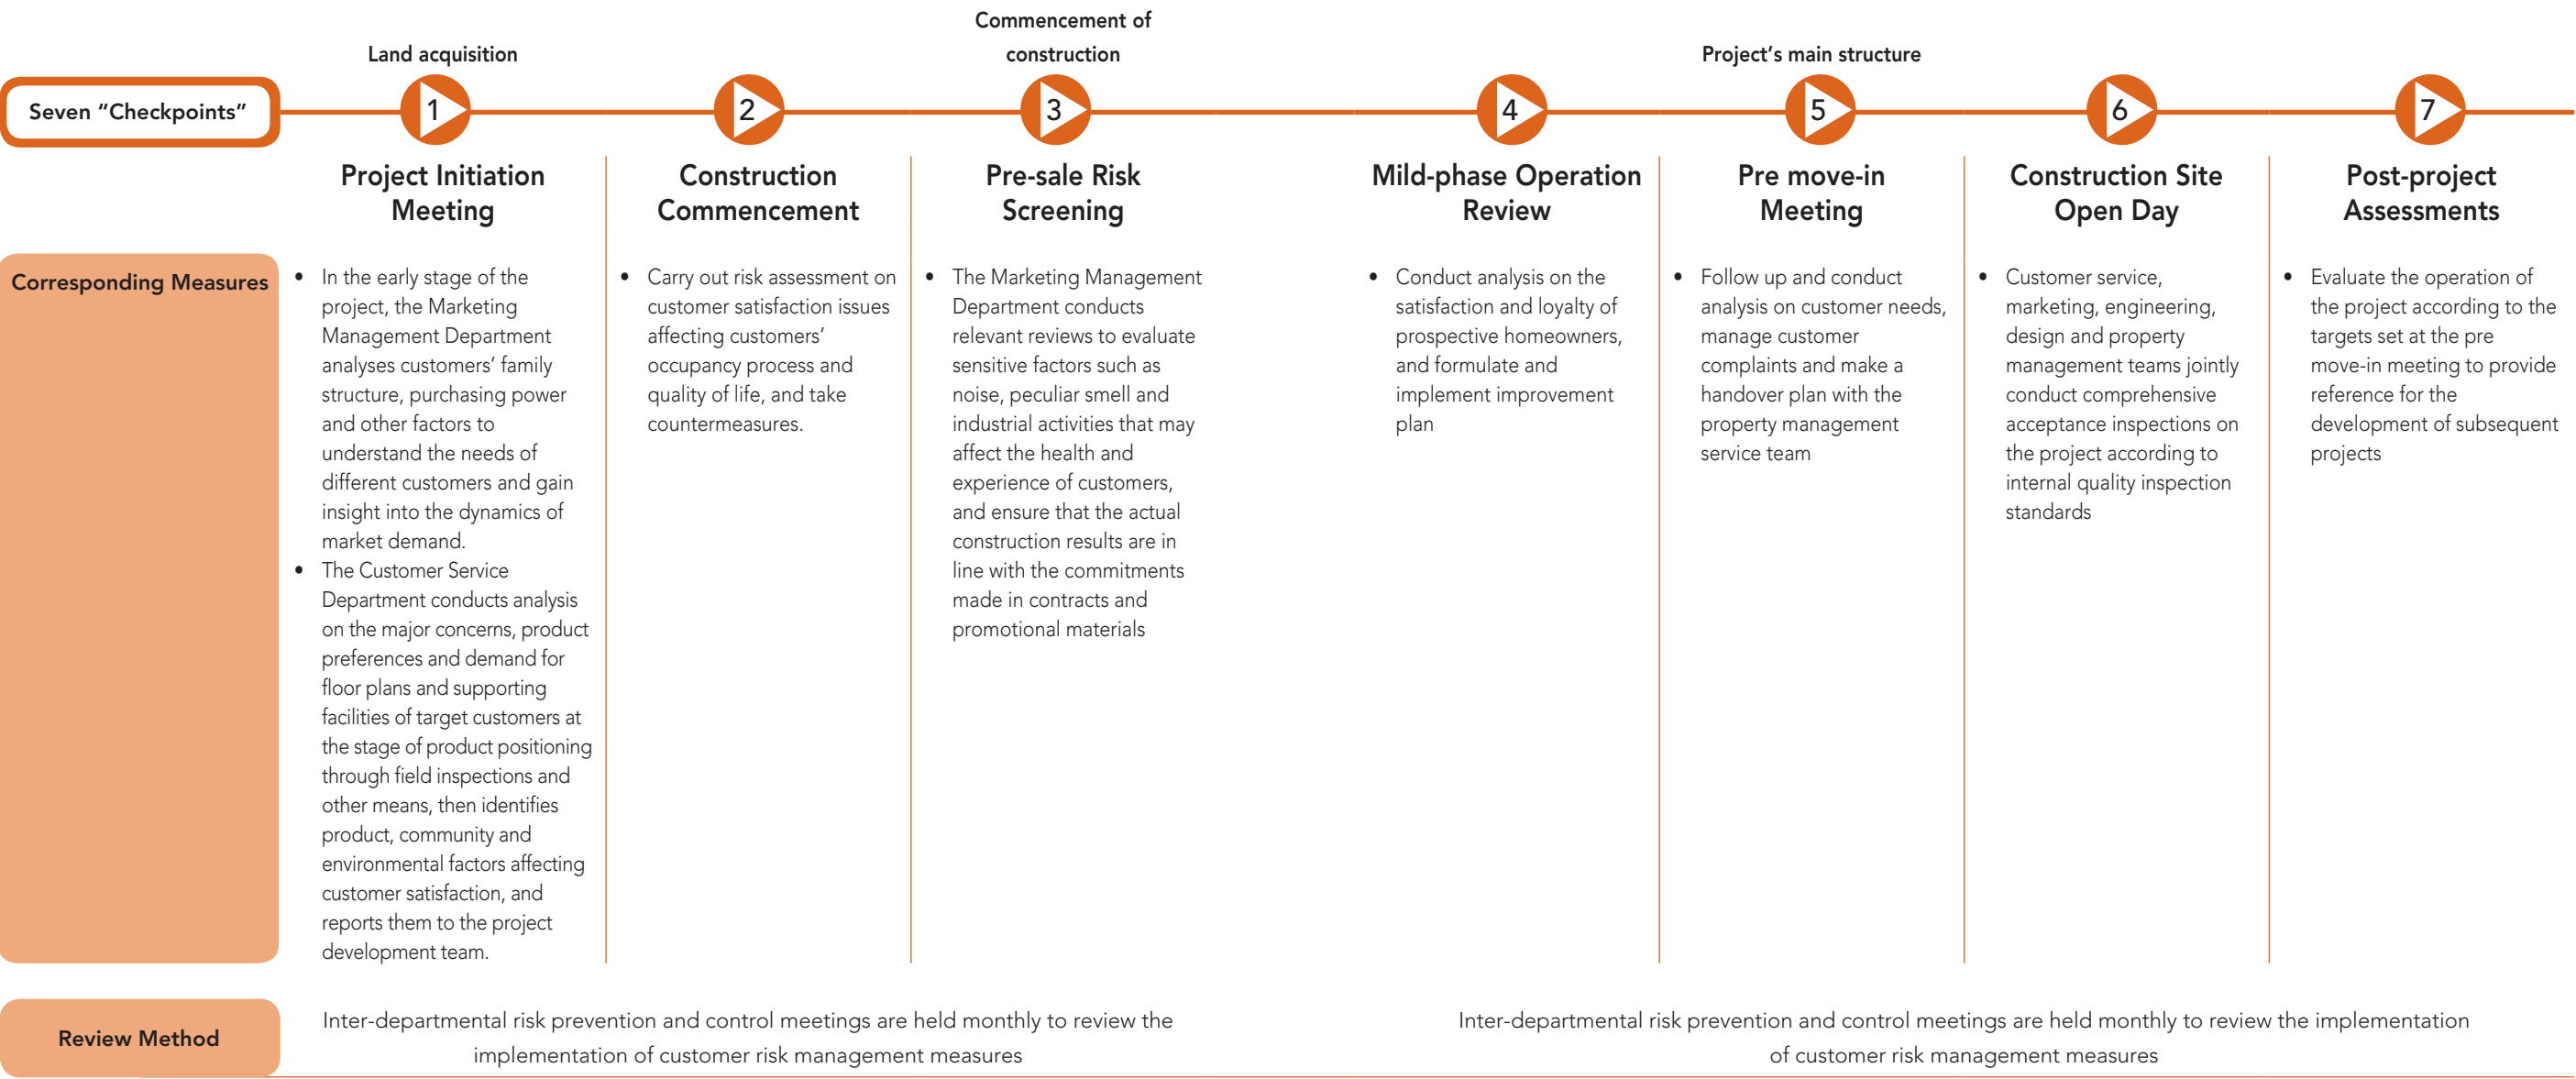 Land acquisition
Commencement of
construction
Project's main structure
Seven "Checkpoints"
1
2
3
4
5
6
7
Project Initiation
Meeting
Construction
Commencement
Pre-sale Risk
Screening
Mild-phase Operation
Review
Pre move-in
Meeting
Construction Site
Open Day
Post-project
Assessments
Corresponding Measures
• In the early stage of the
project, the Marketing
Management Department
analyses customers' family
structure, purchasing power
and other factors to
understand the needs of
different customers and gain
insight into the dynamics of
market demand.
• The Customer Service
Department conducts analysis
on the major concerns, product
preferences and demand for
floor plans and supporting
facilities of target customers at
the stage of product positioning
through field inspections and
other means, then identifies
product, community and
environmental factors affecting
customer satisfaction, and
reports them to the project
development team.
• Carry out risk assessment on
customer satisfaction issues
affecting customers'
occupancy process and
quality of life, and take
countermeasures.
• The Marketing Management
Department conducts
relevant reviews to evaluate
sensitive factors such as
noise, peculiar smell and
industrial activities that may
affect the health and
experience of customers,
and ensure that the actual
construction results are in
line with the commitments
made in contracts and
promotional materials
• Conduct analysis on the
satisfaction and loyalty of
prospective homeowners,
and formulate and
implement improvement
plan
• Follow up and conduct
analysis on customer needs,
manage customer
complaints and make a
handover plan with the
property management
service team
• Customer service,
marketing, engineering,
design and property
management teams jointly
conduct comprehensive
acceptance inspections on
the project according to
internal quality inspection
standards
• Evaluate the operation of
the project according to the
targets set at the pre
move-in meeting to provide
reference for the
development of subsequent
projects
Review Method
Inter-departmental risk prevention and control meetings are held monthly to review the
implementation of customer risk management measures
Inter-departmental risk prevention and control meetings are held monthly to review the implementation
of customer risk management measures